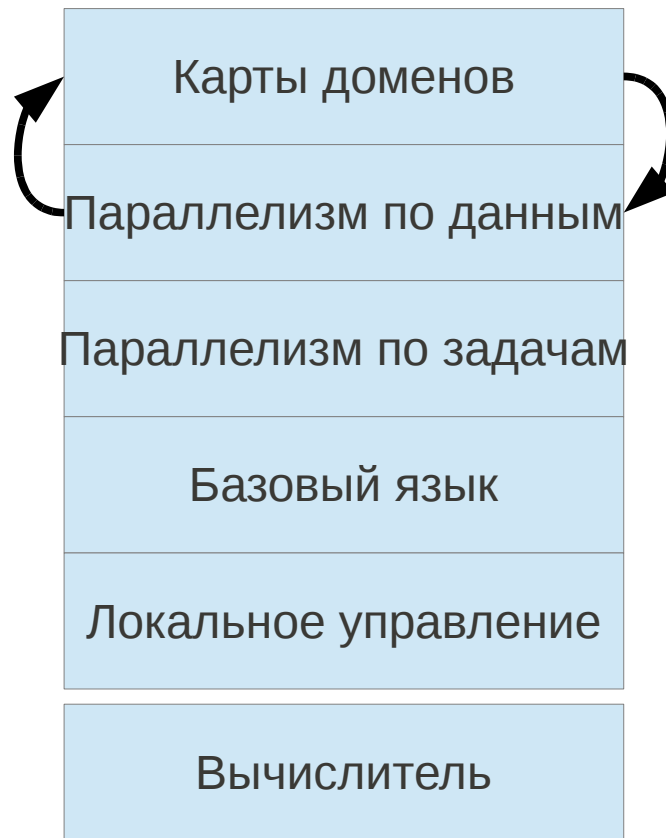 Карты доменов
Параллелизм по данным
Параллелизм по задачам
Базовый язык
Локальное управление
Вычислитель